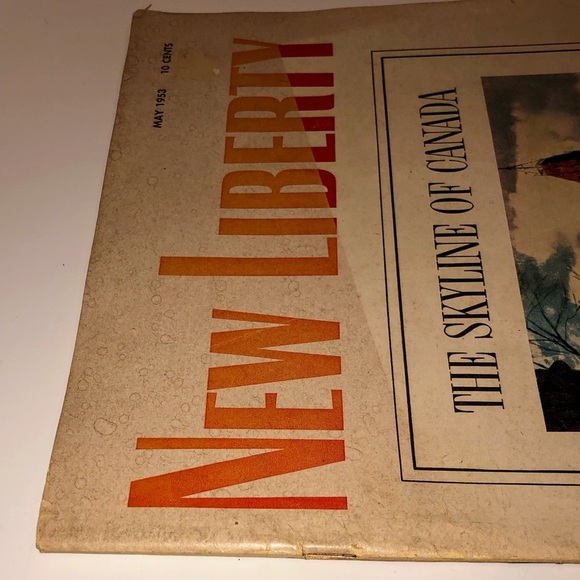 MAY 1953 10 CENTS
NEW LIBERTY
THE SKYLINE OF CANADA